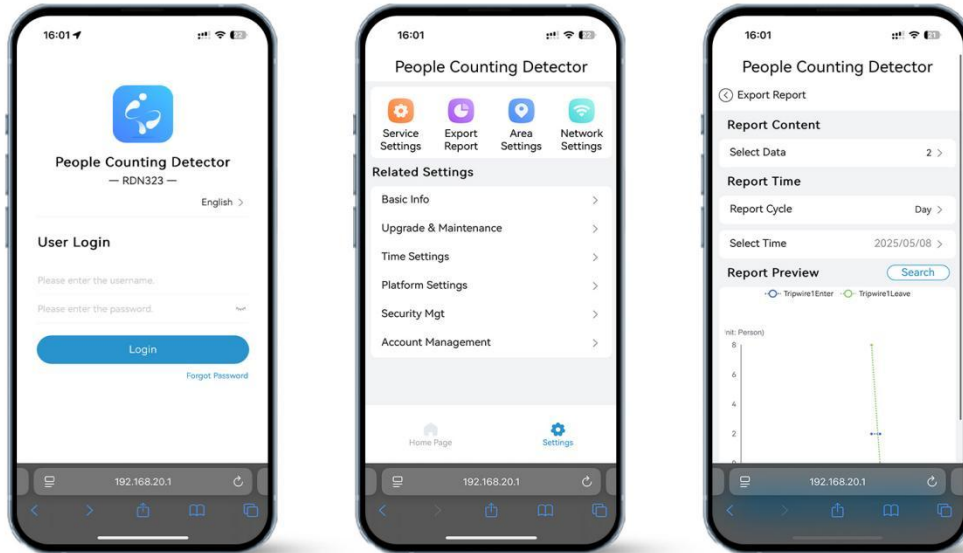 16:01
People Counting Detector
— RDN323 —
English >
User Login
Please enter the username.
Please enter the password.
Login
Forgot Password
192.168.20.1
16:01
People Counting Detector
Service Settings
Export Report
Area Settings
Network Settings
Related Settings
Basic Info >
Upgrade & Maintenance >
Time Settings >
Platform Settings >
Security Mgt >
Account Management >
Home Page
Settings
192.168.20.1
16:01
People Counting Detector
Export Report
Report Content
Select Data 2 >
Report Time
Report Cycle Day >
Select Time 2025/05/08 >
Report Preview Search
Tripwire1Enter Tripwire1Leave
nit: Person)
8
6
4
2
0
192.168.20.1